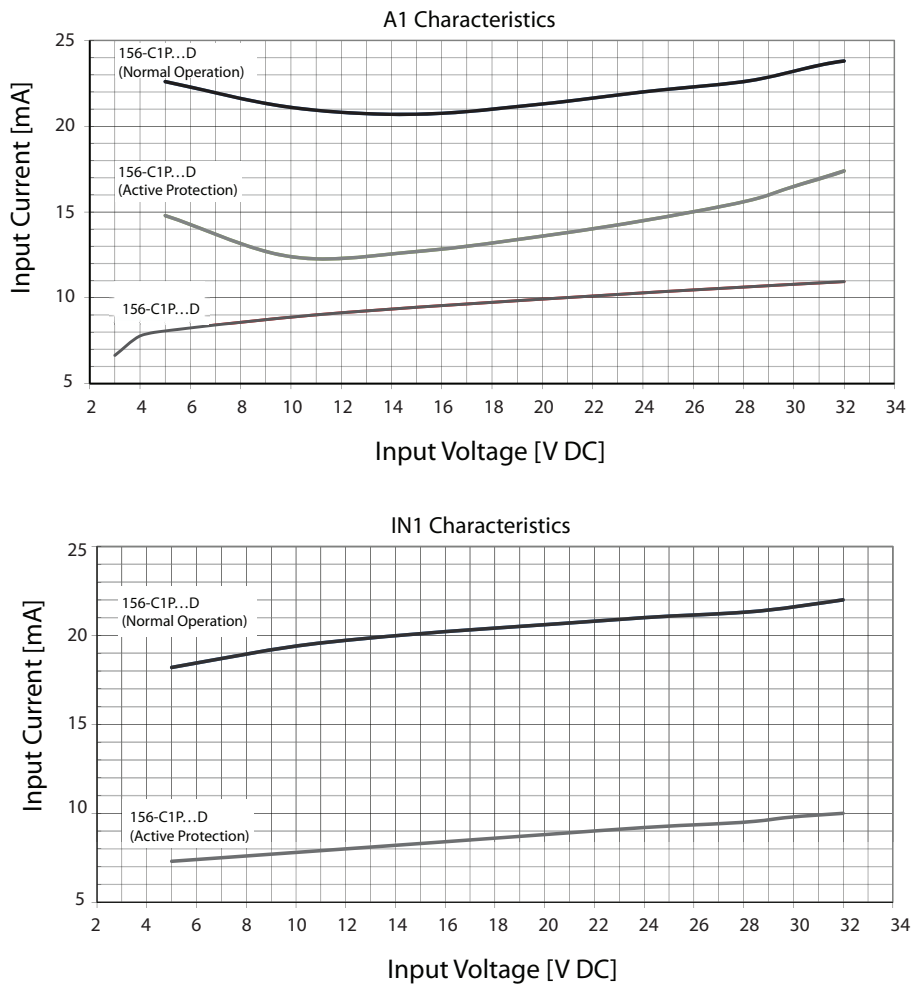 A1 Characteristics
25
20
15
10
5
Input Current [mA]
156-C1P...D
(Normal Operation)
156-C1P...D
(Active Protection)
156-C1P...D
2 4 6 8 10 12 14 16 18 20 22 24 26 28 30 32 34
Input Voltage [V DC]
IN1 Characteristics
25
20
15
10
5
Input Current [mA]
156-C1P...D
(Normal Operation)
156-C1P...D
(Active Protection)
2 4 6 8 10 12 14 16 18 20 22 24 26 28 30 32 34
Input Voltage [V DC]